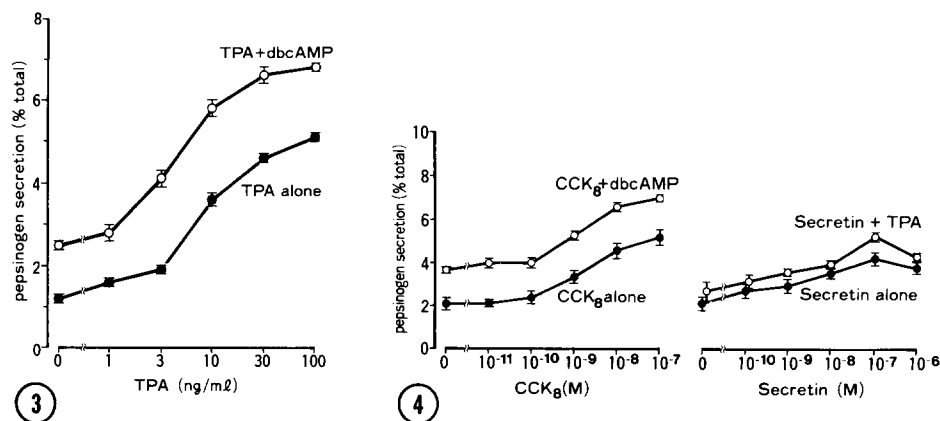 8
6
4
2
0
pepsinogen secretion (% total)
TPA+dbcAMP
TPA alone
0 1 3 10 30 100
TPA (ng/mℓ)
3
10
8
6
4
2
0
pepsinogen secretion (% total)
CCK₈+dbcAMP
CCK₈alone
0 10⁻¹¹ 10⁻¹⁰ 10⁻⁹ 10⁻⁸ 10⁻⁷
CCK₈(M)
4
Secretin + TPA
Secretin alone
0 10⁻¹⁰ 10⁻⁹ 10⁻⁸ 10⁻⁷ 10⁻⁶
Secretin (M)